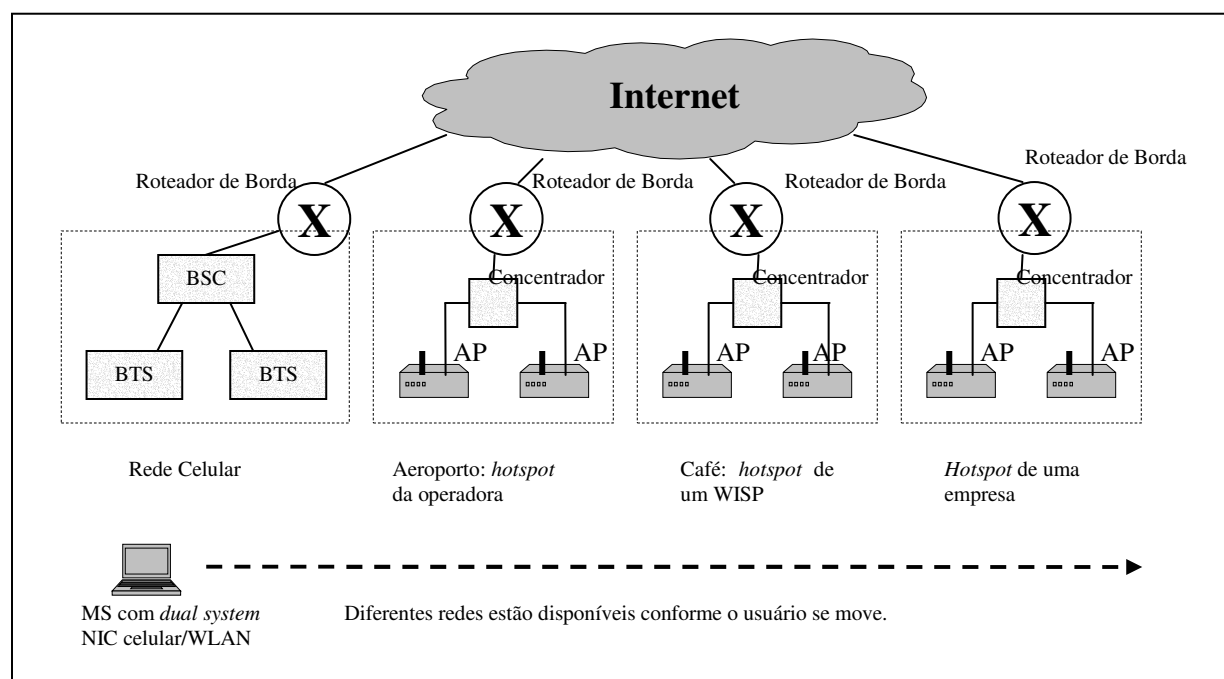 Internet
Roteador de Borda
Roteador de Borda
Roteador de Borda
Roteador de Borda
X
X
X
X
BSC
Concentrador
Concentrador
Concentrador
BTS
BTS
AP
AP
AP
AP
AP
AP
Rede Celular
Aeroporto: hotspot
da operadora
Café: hotspot de
um WISP
Hotspot de uma
empresa
MS com dual system
NIC celular/WLAN
Diferentes redes estão disponíveis conforme o usuário se move.